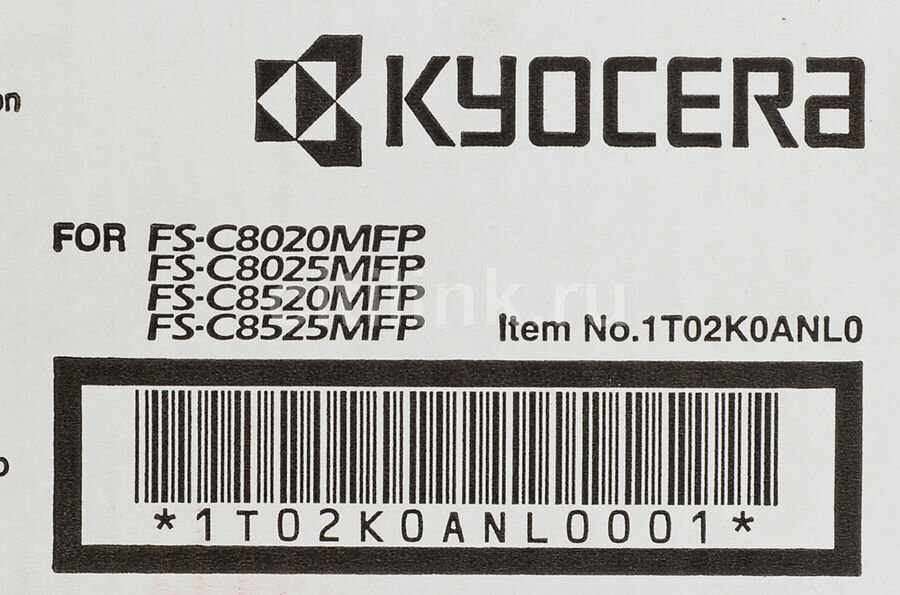 on
KYOCERA
FOR FS-C8020MFP
FS-C8025MFP
FS-C8520MFP
FS-C8525MFP
Item No.1T02K0ANL0
*1T02K0ANL0001*